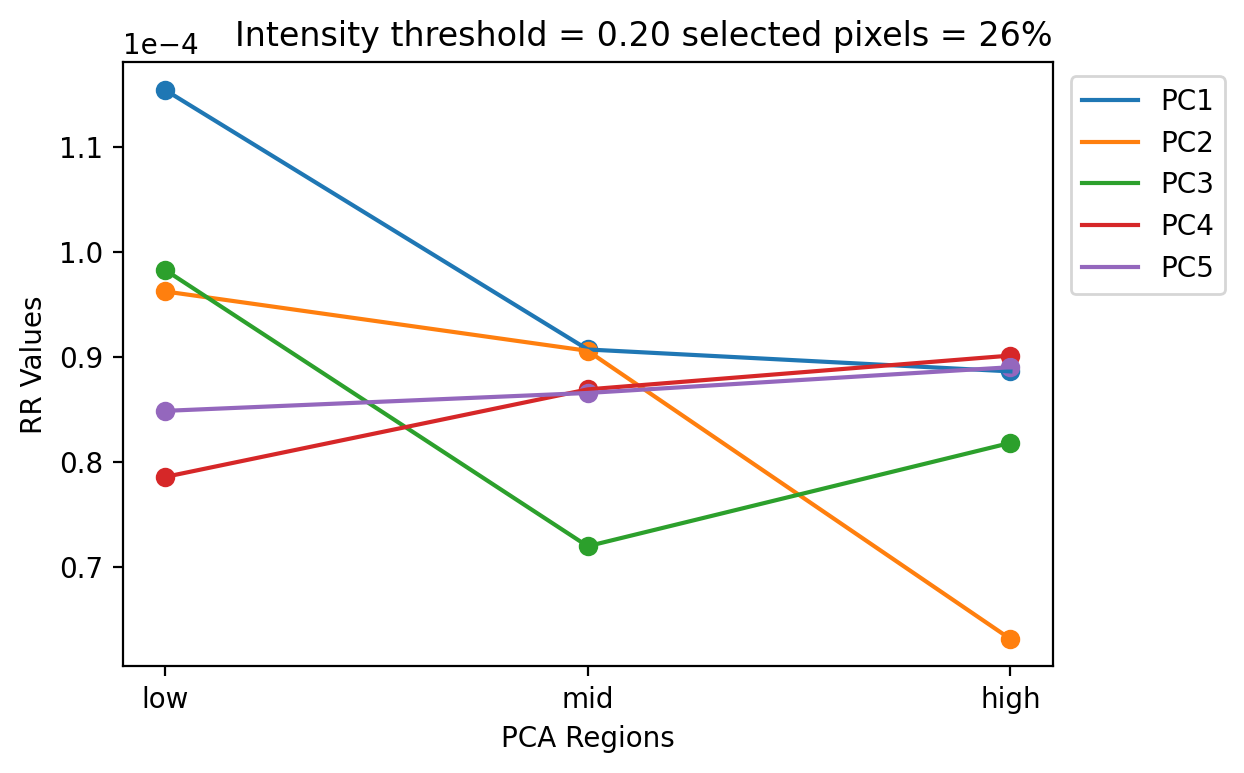 1e−4
Intensity threshold = 0.20 selected pixels = 26%
PC1
PC2
PC3
PC4
PC5
1.1
1.0
0.9
0.8
0.7
RR Values
low
mid
high
PCA Regions